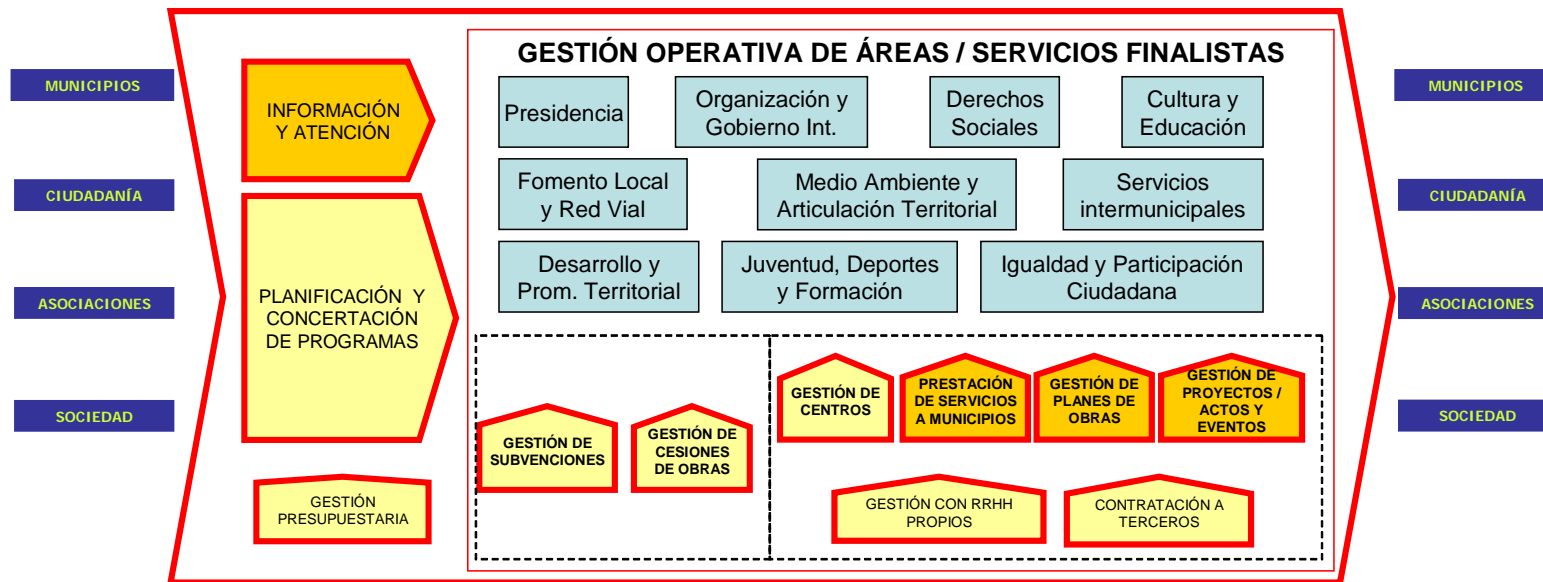 GESTIÓN OPERATIVA DE ÁREAS / SERVICIOS FINALISTAS
MUNICIPIOS
CIUDADANÍA
ASOCIACIONES
SOCIEDAD
INFORMACIÓN
Y ATENCIÓN
PLANIFICACIÓN Y
CONCERTACIÓN
DE PROGRAMAS
GESTIÓN
PRESUPUESTARIA
Presidencia
Organización y
Gobierno Int.
Derechos
Sociales
Cultura y
Educación
Fomento Local
y Red Vial
Medio Ambiente y
Articulación Territorial
Servicios
intermunicipales
Desarrollo y
Prom. Territorial
Juventud, Deportes
y Formación
Igualdad y Participación
Ciudadana
GESTIÓN DE
SUBVENCIONES
GESTIÓN DE
CESIONES
DE OBRAS
GESTIÓN DE
CENTROS
PRESTACIÓN
DE SERVICIOS
A MUNICIPIOS
GESTIÓN DE
PLANES DE
OBRAS
GESTIÓN DE
PROYECTOS /
ACTOS Y
EVENTOS
GESTIÓN CON RRHH
PROPIOS
CONTRATACIÓN A
TERCEROS
MUNICIPIOS
CIUDADANÍA
ASOCIACIONES
SOCIEDAD